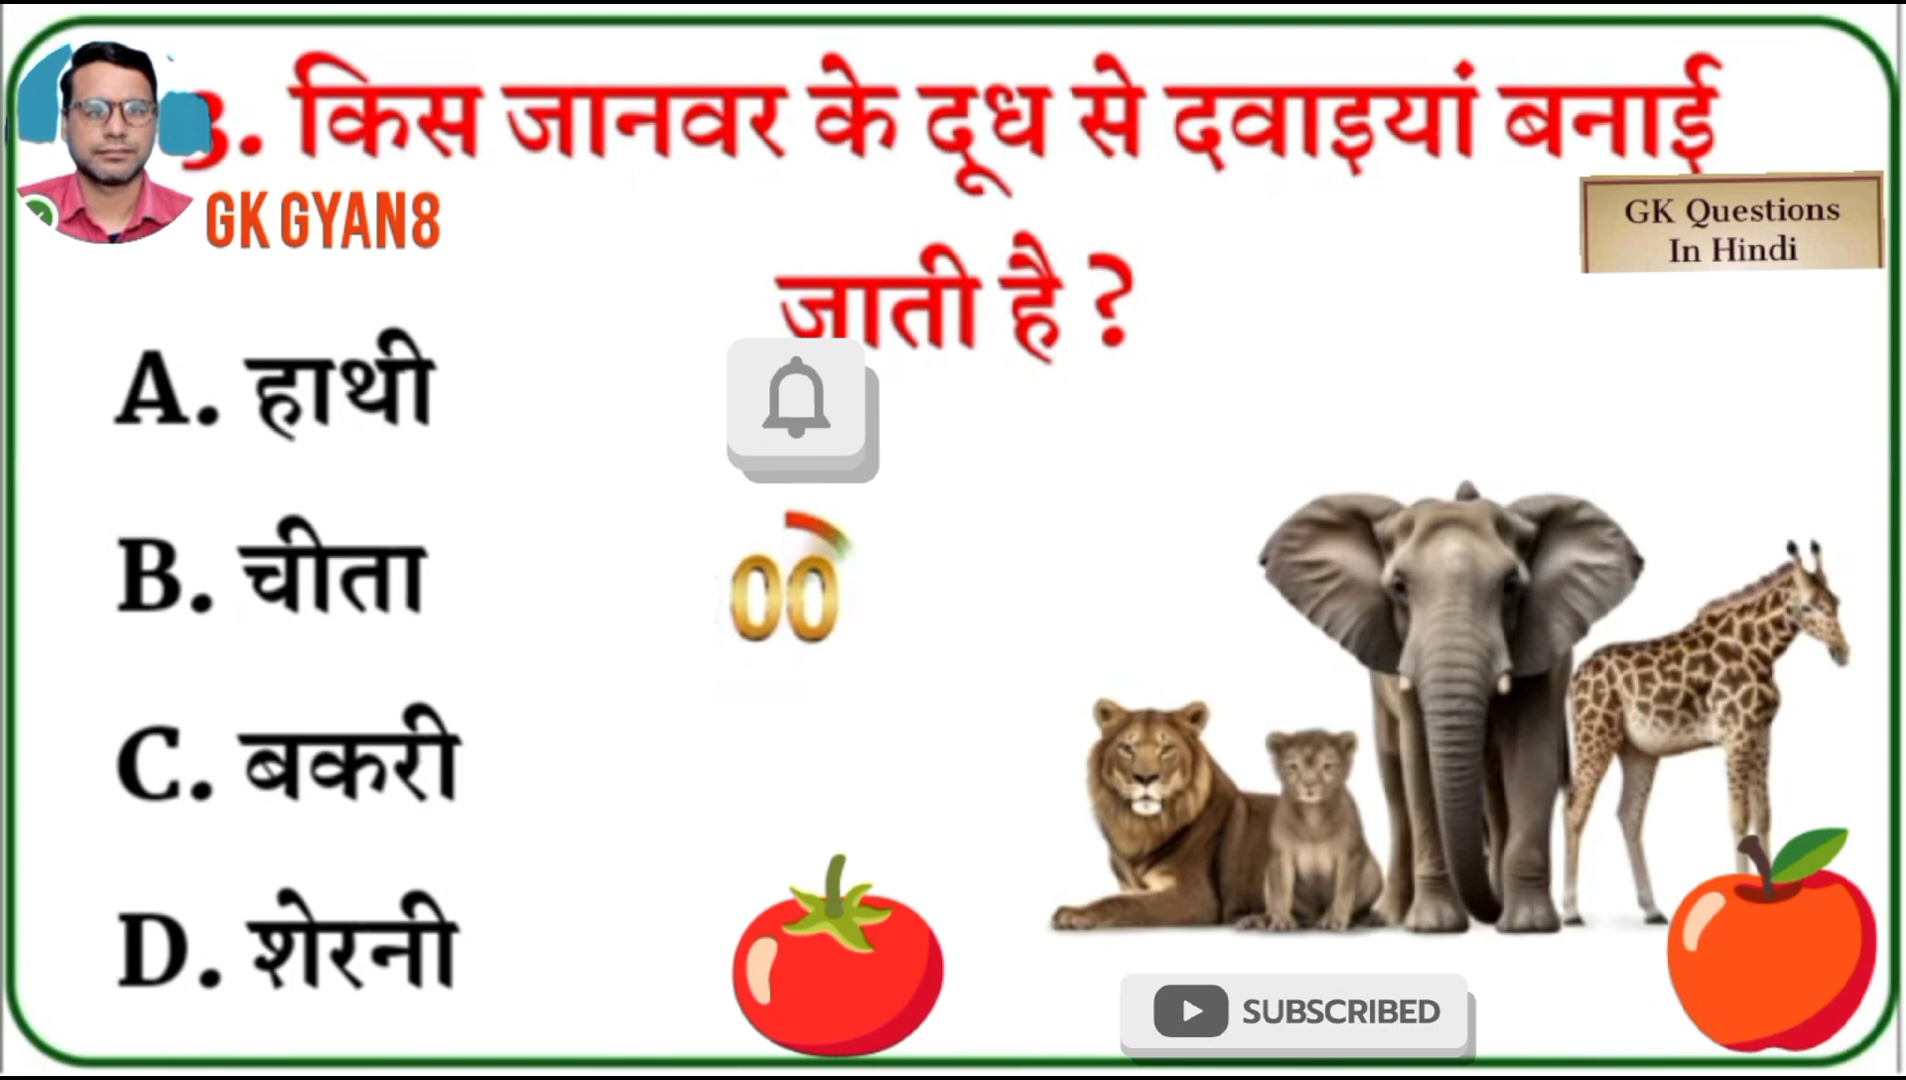 3. किस जानवर के दूध से दवाइयां बनाई
GK GYAN8
GK Questions
In Hindi
जाती है ?
A. हाथी
B. चीता
00
C. बकरी
D. शेरनी
SUBSCRIBED